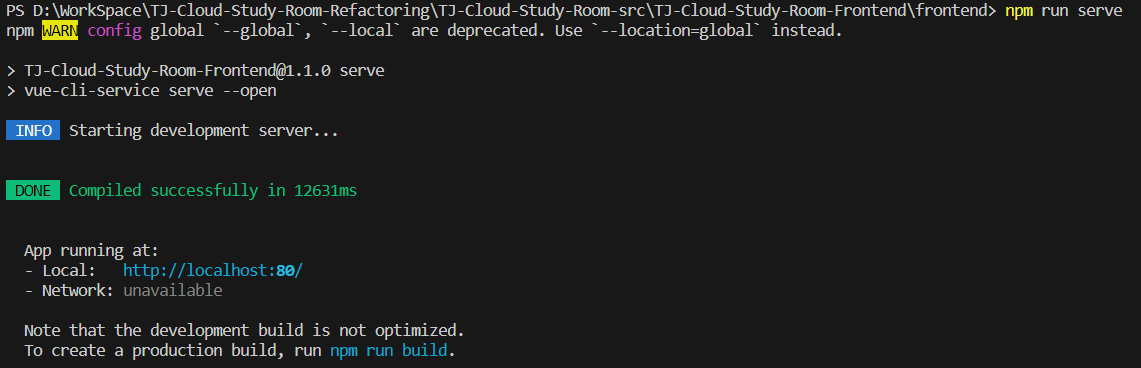 PS D:\WorkSpace\TJ-Cloud-Study-Room-Refactoring\TJ-Cloud-Study-Room-src\TJ-Cloud-Study-Room-Frontend\frontend> npm run serve
npm WARN config global `--global`, `--local` are deprecated. Use `--location=global` instead.
> TJ-Cloud-Study-Room-Frontend@1.1.0 serve
> vue-cli-service serve --open
INFO Starting development server...
DONE Compiled successfully in 12631ms
App running at:
- Local: http://localhost:80/
- Network: unavailable
Note that the development build is not optimized.
To create a production build, run npm run build.